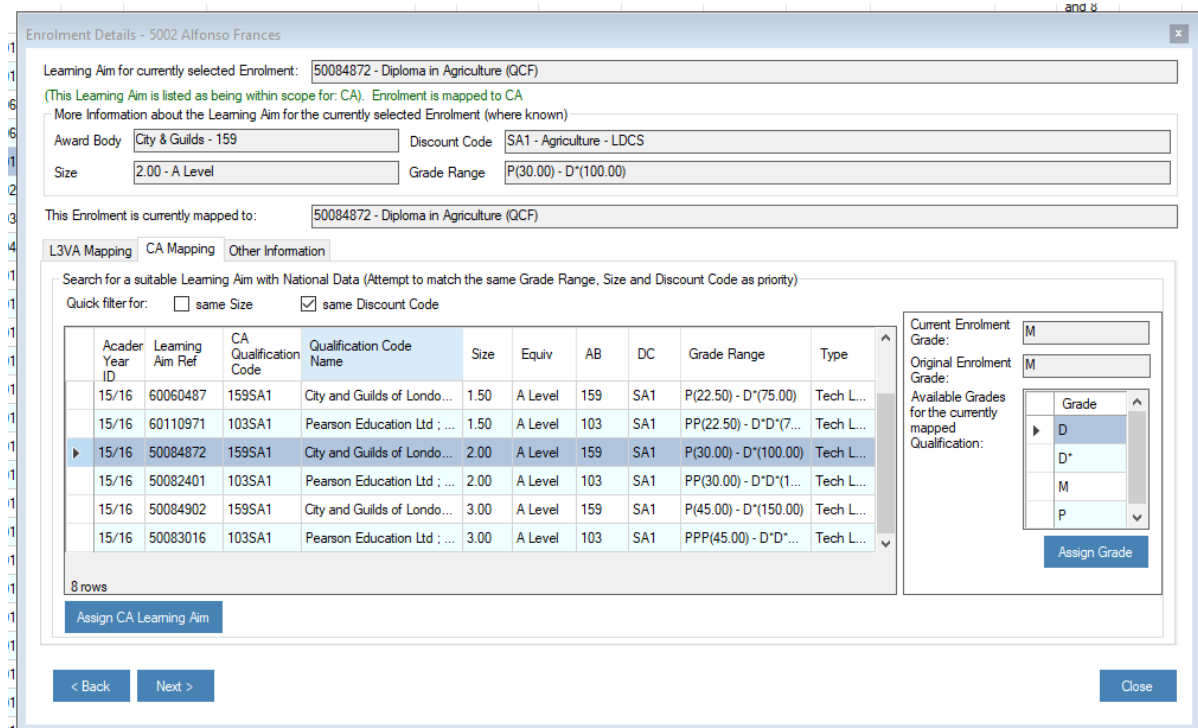 and 8
Enrolment Details - 5002 Alfonso Frances
x
Learning Aim for currently selected Enrolment: 50084872 - Diploma in Agriculture (QCF)
(This Learning Aim is listed as being within scope for: CA). Enrolment is mapped to CA
More Information about the Learning Aim for the currently selected Enrolment (where known)
Award Body City & Guilds - 159 Discount Code SA1 - Agriculture - LDCS
Size 2.00 - A Level Grade Range P(30.00) - D*(100.00)
This Enrolment is currently mapped to: 50084872 - Diploma in Agriculture (QCF)
L3VA Mapping CA Mapping Other Information
Search for a suitable Learning Aim with National Data (Attempt to match the same Grade Range, Size and Discount Code as priority)
Quick filter for: same Size same Discount Code
Acader Year ID Learning Aim Ref CA Qualification Code Qualification Code Name Size Equiv AB DC Grade Range Type
15/16 60060487 159SA1 City and Guilds of Londo... 1.50 A Level 159 SA1 P(22.50) - D*(75.00) Tech L...
15/16 60110971 103SA1 Pearson Education Ltd ; ... 1.50 A Level 103 SA1 PP(22.50) - D*D*(7... Tech L...
15/16 50084872 159SA1 City and Guilds of Londo... 2.00 A Level 159 SA1 P(30.00) - D*(100.00) Tech L...
15/16 50082401 103SA1 Pearson Education Ltd ; ... 2.00 A Level 103 SA1 PP(30.00) - D*D*(1... Tech L...
15/16 50084902 159SA1 City and Guilds of Londo... 3.00 A Level 159 SA1 P(45.00) - D*(150.00) Tech L...
15/16 50083016 103SA1 Pearson Education Ltd ; ... 3.00 A Level 103 SA1 PPP(45.00) - D*D*... Tech L...
8 rows
Assign CA Learning Aim
Current Enrolment Grade: M
Original Enrolment Grade: M
Available Grades for the currently mapped Qualification:
Grade
D
D*
M
P
Assign Grade
< Back Next > Close